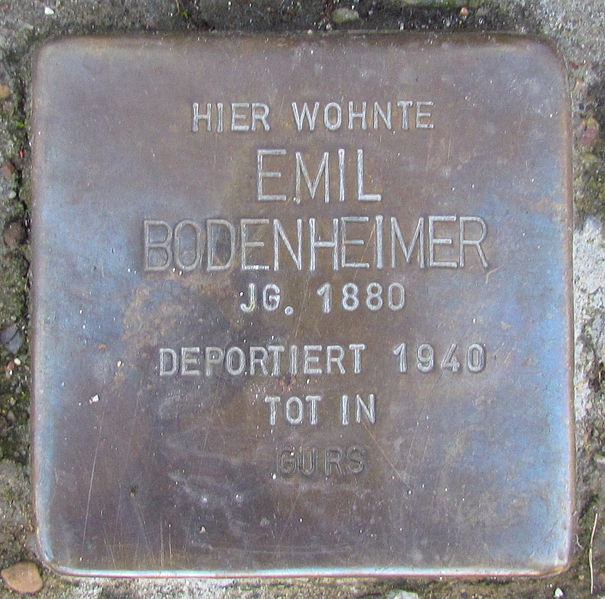 HIER WOHNTE
EMIL
BODENHEIMER
JG. 1880
DEPORTIERT 1940
TOT IN
GURS